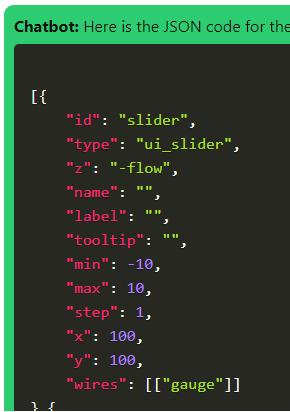 Chatbot: Here is the JSON code for the
[{
"id": "slider",
"type": "ui_slider",
"z": "-flow",
"name": "",
"label": "",
"tooltip": "",
"min": -10,
"max": 10,
"step": 1,
"x": 100,
"y": 100,
"wires": [["gauge"]]
} {